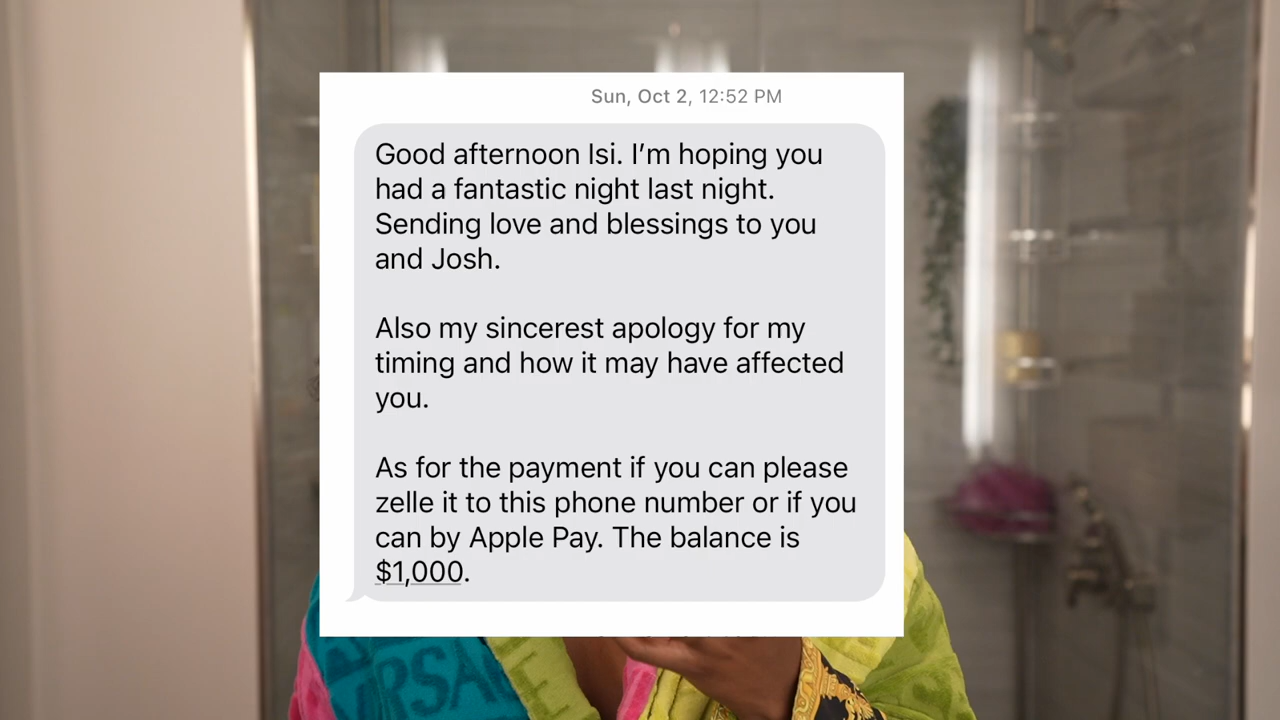 Sun, Oct 2, 12:52 PM
Good afternoon Isi. I'm hoping you
had a fantastic night last night.
Sending love and blessings to you
and Josh.
Also my sincerest apology for my
timing and how it may have affected
you.
As for the payment if you can please
zelle it to this phone number or if you
can by Apple Pay. The balance is
$1,000.